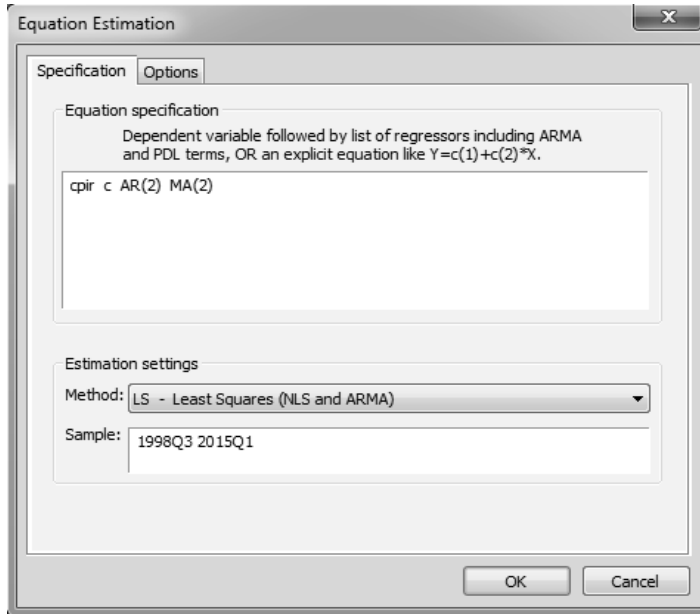 Equation Estimation
Specification Options
Equation specification
Dependent variable followed by list of regressors including ARMA
and PDL terms, OR an explicit equation like Y=c(1)+c(2)*X.
cpir c AR(2) MA(2)
Estimation settings
Method: LS - Least Squares (NLS and ARMA)
Sample: 1998Q3 2015Q1
OK Cancel